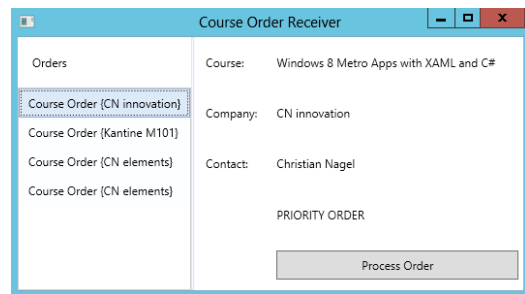 Course Order Receiver
Orders
Course Order {CN innovation}
Course Order {Kantine M101}
Course Order {CN elements}
Course Order {CN elements}
Course: Windows 8 Metro Apps with XAML and C#
Company: CN innovation
Contact: Christian Nagel
PRIORITY ORDER
Process Order